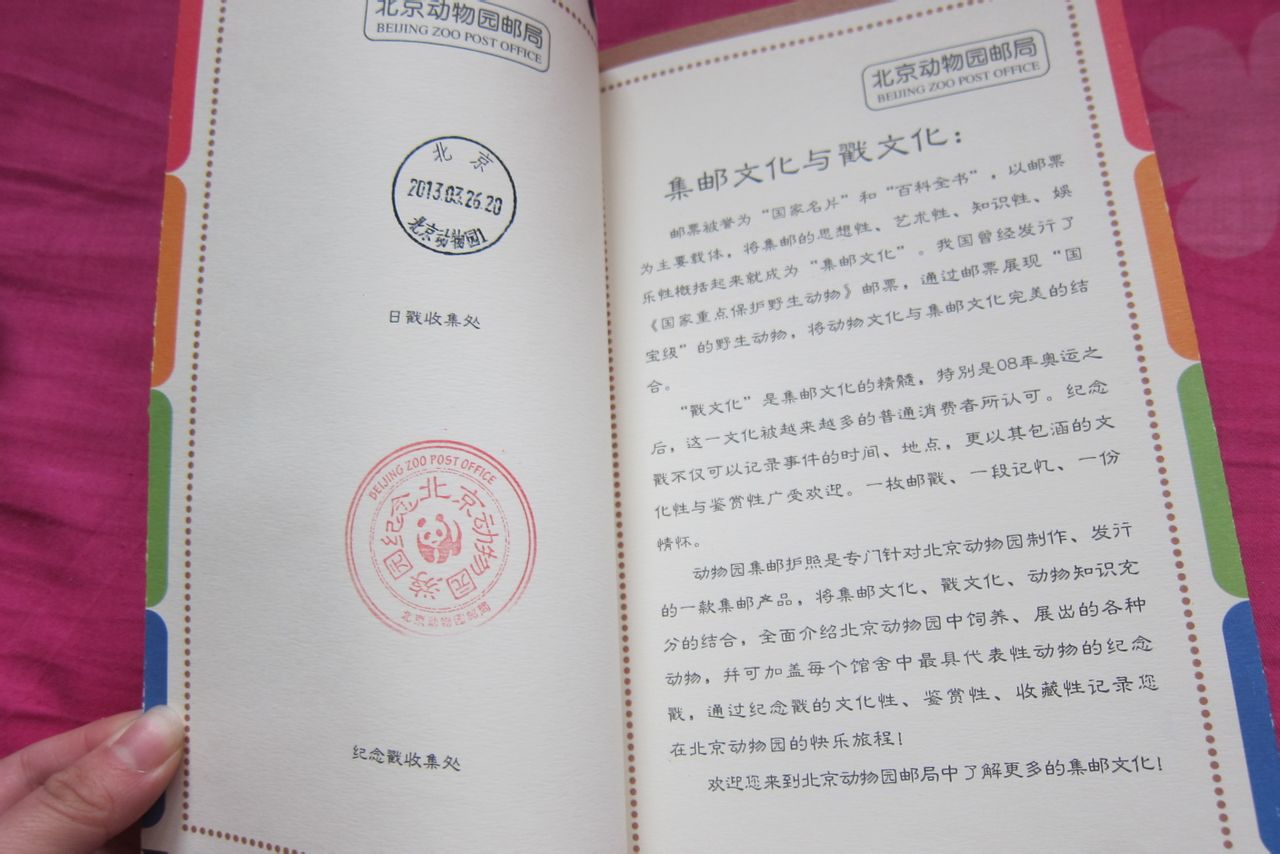 北京动物园邮局
BEIJING ZOO POST OFFICE
北京
2013.03.26.20
北京动物园1
日戳收集处
BEIJING ZOO POST OFFICE
北京动物园游园纪念
北京动物园邮局
纪念戳收集处
北京动物园邮局
BEIJING ZOO POST OFFICE
集邮文化与戳文化：
邮票被誉为“国家名片”和“百科全书”，以邮票
为主要载体，将集邮的思想性、艺术性、知识性、娱
乐性概括起来就成为“集邮文化”。我国曾经发行了
《国家重点保护野生动物》邮票，通过邮票展现“国
宝级”的野生动物，将动物文化与集邮文化完美的结
合。
“戳文化”是集邮文化的精髓，特别是08年奥运之
后，这一文化被越来越多的普通消费者所认可。纪念
戳不仅可以记录事件的时间、地点，更以其包涵的文
化性与鉴赏性广受欢迎。一枚邮戳、一段记忆、一份
情怀。
动物园集邮护照是专门针对北京动物园制作、发行
的一款集邮产品，将集邮文化、戳文化、动物知识充
分的结合，全面介绍北京动物园中饲养、展出的各种
动物，并可加盖每个馆舍中最具代表性动物的纪念
戳，通过纪念戳的文化性、鉴赏性、收藏性记录您
在北京动物园的快乐旅程！
欢迎您来到北京动物园邮局中了解更多的集邮文化！